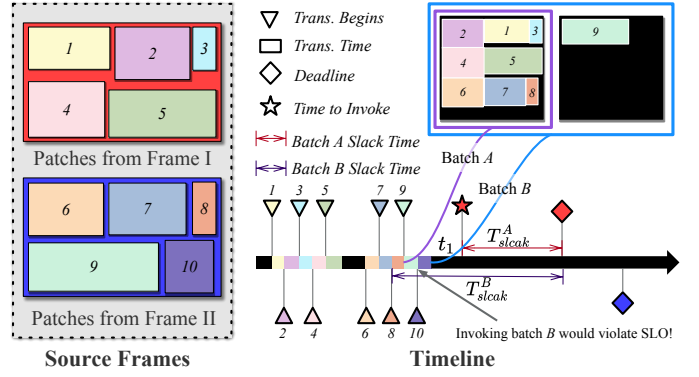 1
2
3
4
5
Patches from Frame I
6
7
8
9
10
Patches from Frame II
Source Frames
Trans. Begins
Trans. Time
Deadline
Time to Invoke
Batch A Slack Time
Batch B Slack Time
2
1
3
4
5
6
7
8
9
Batch A
Batch B
1
3
5
7
9
t₁
T^A_slcak
T^B_slcak
2
4
6
8
10
Invoking batch B would violate SLO!
Timeline